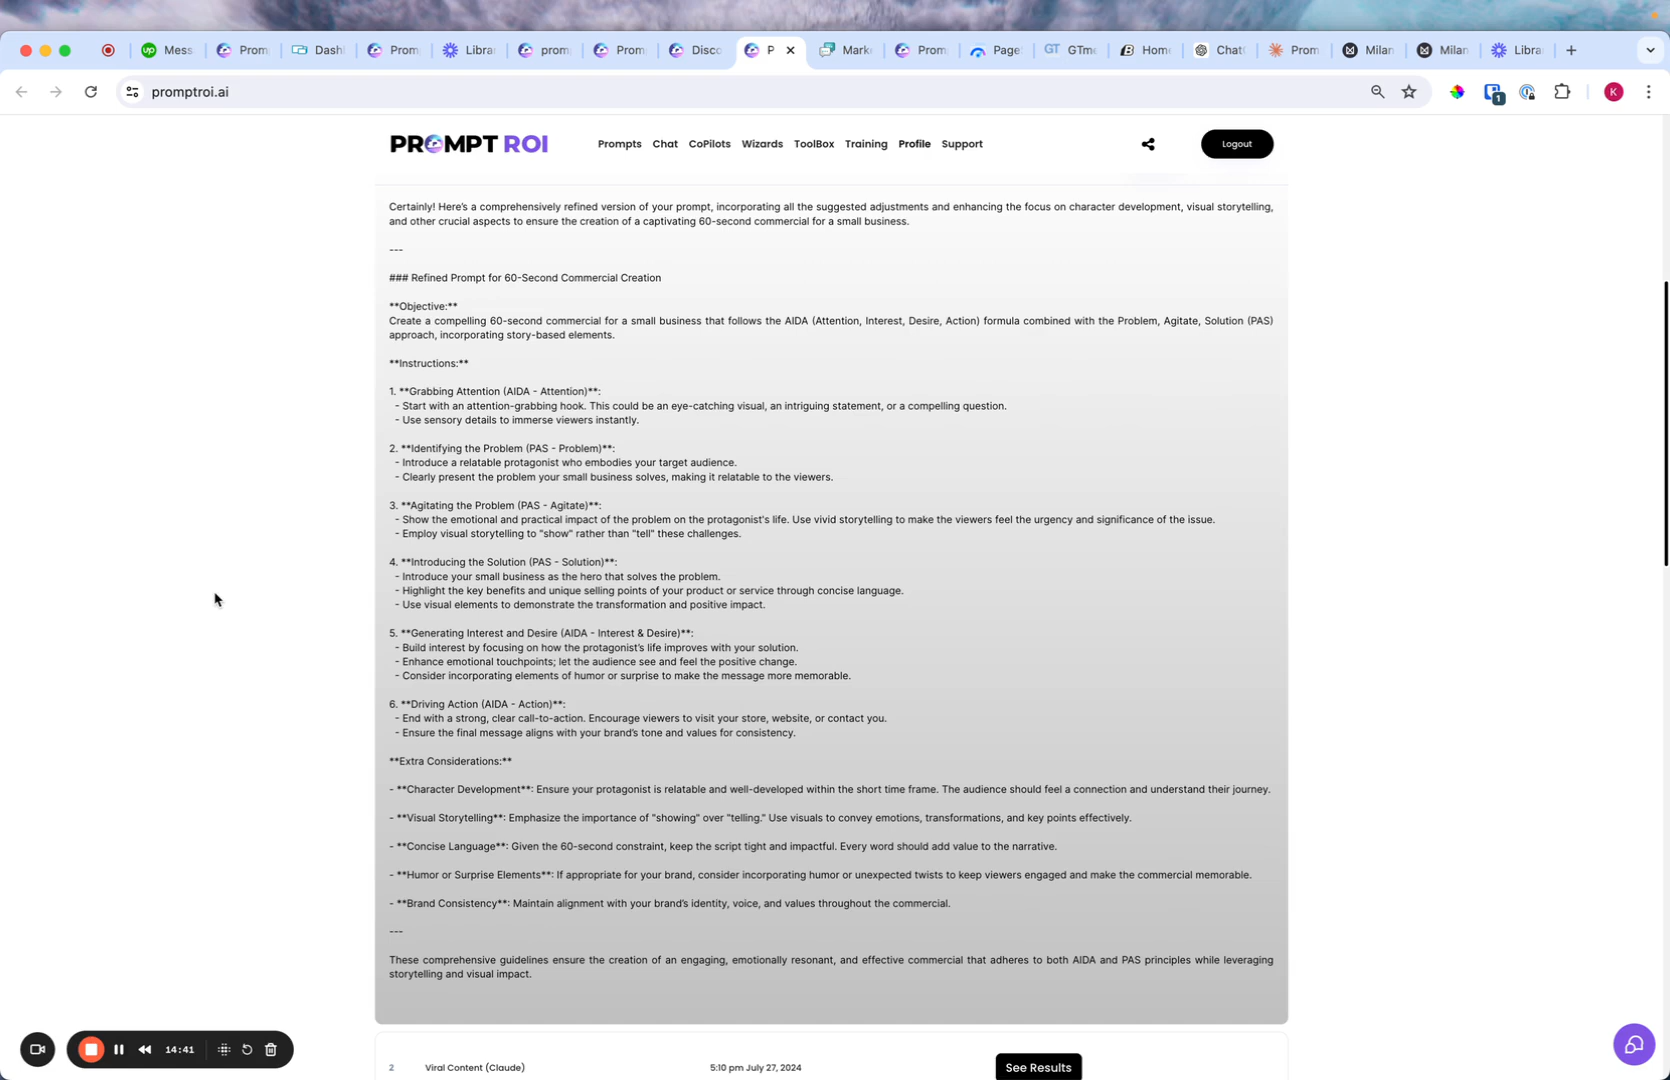 Mess
Prom
Dashl
Prom
Libra
prom
Prom
Disco
P
Mark
Prom
Page
GT
GTme
Hom
Chat
Prom
Milan
Milan
Libra
promptroi.ai
1
K
PROMPT ROI
Prompts
Chat
CoPilots
Wizards
ToolBox
Training
Profile
Support
Logout
Certainly! Here's a comprehensively refined version of your prompt, incorporating all the suggested adjustments and enhancing the focus on character development, visual storytelling,
and other crucial aspects to ensure the creation of a captivating 60-second commercial for a small business.
---
### Refined Prompt for 60-Second Commercial Creation
**Objective:**
Create a compelling 60-second commercial for a small business that follows the AIDA (Attention, Interest, Desire, Action) formula combined with the Problem, Agitate, Solution (PAS)
approach, incorporating story-based elements.
**Instructions:**
1. **Grabbing Attention (AIDA - Attention)**:
- Start with an attention-grabbing hook. This could be an eye-catching visual, an intriguing statement, or a compelling question.
- Use sensory details to immerse viewers instantly.
2. **Identifying the Problem (PAS - Problem)**:
- Introduce a relatable protagonist who embodies your target audience.
- Clearly present the problem your small business solves, making it relatable to the viewers.
3. **Agitating the Problem (PAS - Agitate)**:
- Show the emotional and practical impact of the problem on the protagonist's life. Use vivid storytelling to make the viewers feel the urgency and significance of the issue.
- Employ visual storytelling to "show" rather than "tell" these challenges.
4. **Introducing the Solution (PAS - Solution)**:
- Introduce your small business as the hero that solves the problem.
- Highlight the key benefits and unique selling points of your product or service through concise language.
- Use visual elements to demonstrate the transformation and positive impact.
5. **Generating Interest and Desire (AIDA - Interest & Desire)**:
- Build interest by focusing on how the protagonist's life improves with your solution.
- Enhance emotional touchpoints; let the audience see and feel the positive change.
- Consider incorporating elements of humor or surprise to make the message more memorable.
6. **Driving Action (AIDA - Action)**:
- End with a strong, clear call-to-action. Encourage viewers to visit your store, website, or contact you.
- Ensure the final message aligns with your brand's tone and values for consistency.
**Extra Considerations:**
- **Character Development**: Ensure your protagonist is relatable and well-developed within the short time frame. The audience should feel a connection and understand their journey.
- **Visual Storytelling**: Emphasize the importance of "showing" over "telling." Use visuals to convey emotions, transformations, and key points effectively.
- **Concise Language**: Given the 60-second constraint, keep the script tight and impactful. Every word should add value to the narrative.
- **Humor or Surprise Elements**: If appropriate for your brand, consider incorporating humor or unexpected twists to keep viewers engaged and make the commercial memorable.
- **Brand Consistency**: Maintain alignment with your brand's identity, voice, and values throughout the commercial.
---
These comprehensive guidelines ensure the creation of an engaging, emotionally resonant, and effective commercial that adheres to both AIDA and PAS principles while leveraging
storytelling and visual impact.
2
Viral Content (Claude)
5:10 pm July 27, 2024
See Results
14:41